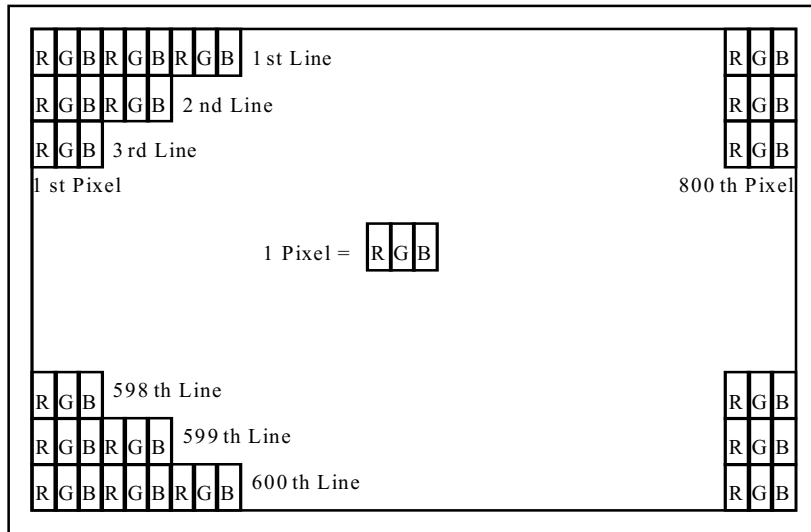 R G B R G B R G B 1 st Line R G B
R G B R G B 2 nd Line R G B
R G B 3 rd Line R G B
1 st Pixel 800 th Pixel
1 Pixel = R G B
R G B 598 th Line R G B
R G B R G B 599 th Line R G B
R G B R G B R G B 600 th Line R G B